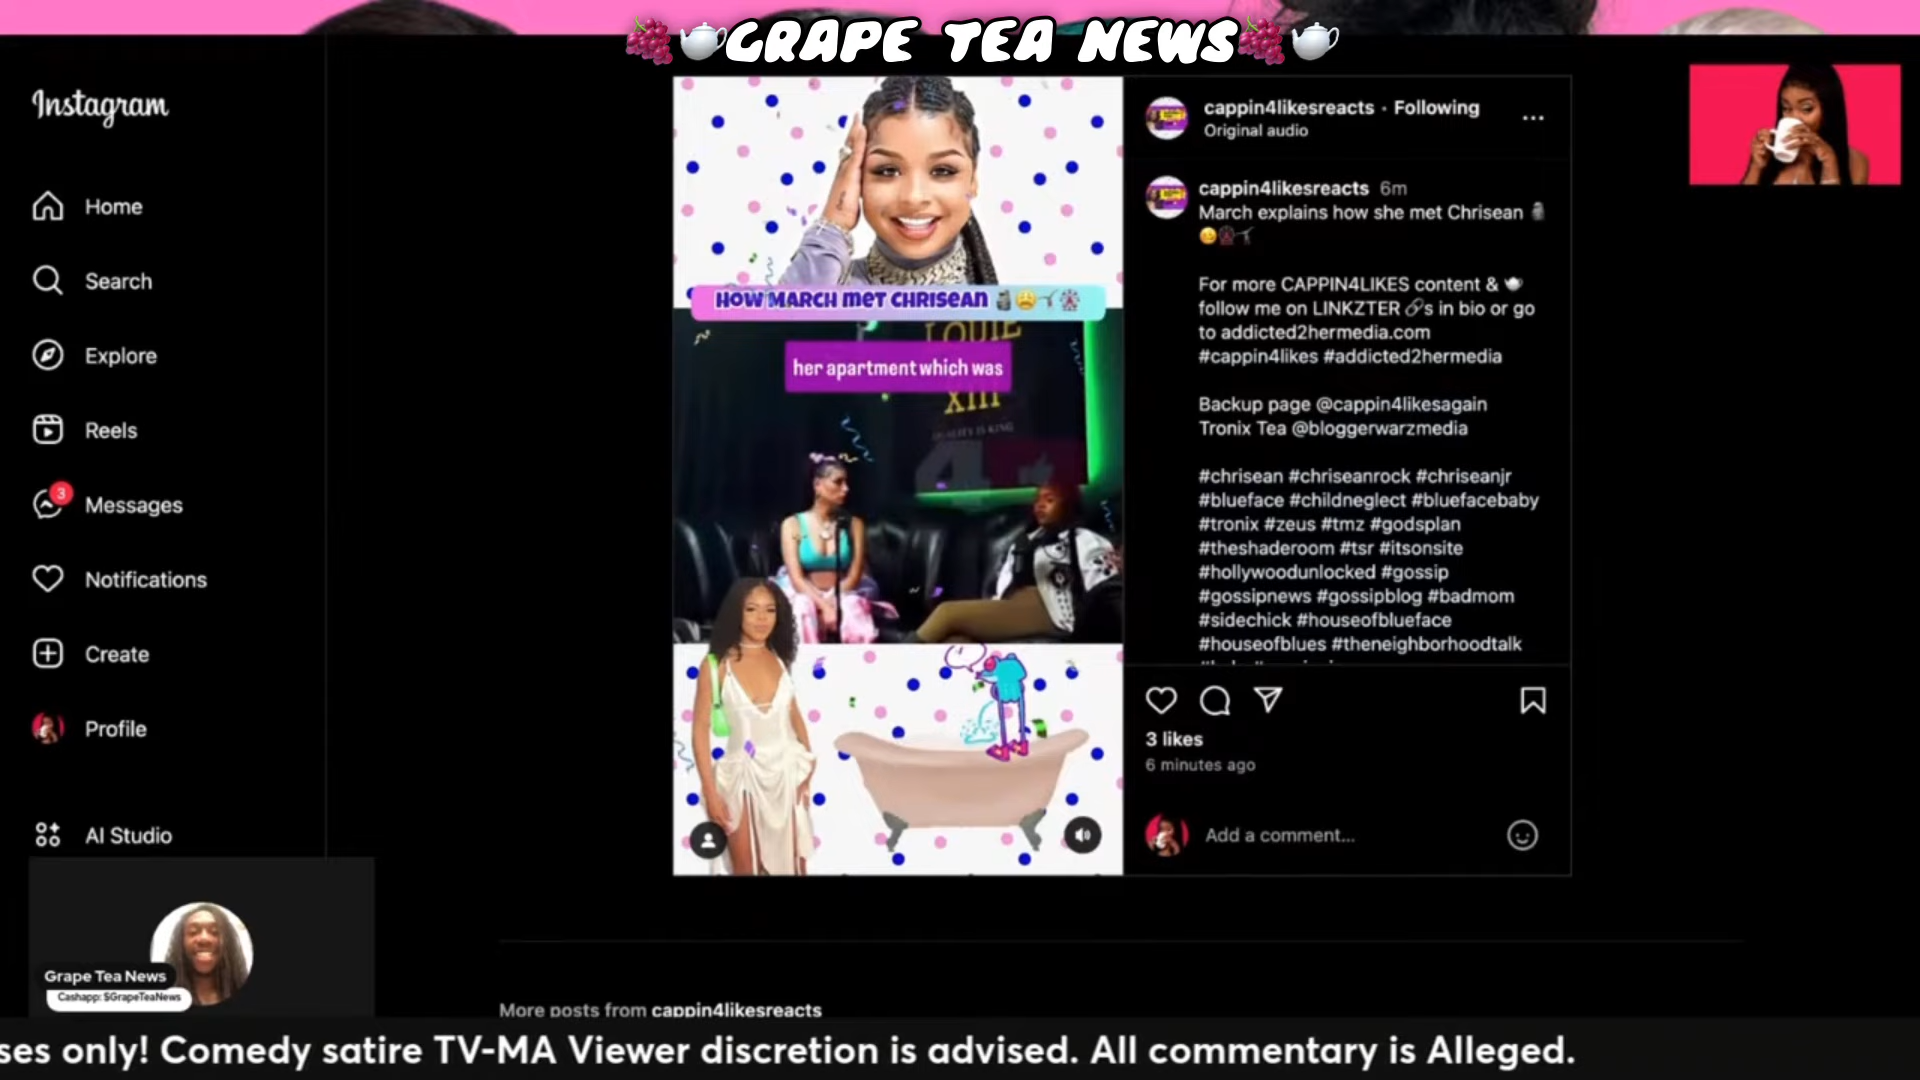 GRAPE TEA NEWS
Instagram
Home
Search
Explore
Reels
3
Messages
Notifications
Create
Profile
AI Studio
HOW MARCH MET CHRISEAN
LOUIE
XIII
QUALITY IS KING
her apartment which was
cappin4likesreacts • Following
Original audio
cappin4likesreacts 6m
March explains how she met Chrisean
For more CAPPIN4LIKES content &
follow me on LINKZTER 🔗s in bio or go
to addicted2hermedia.com
#cappin4likes #addicted2hermedia
Backup page @cappin4likesagain
Tronix Tea @bloggerwarzmedia
#chrisean #chriseanrock #chriseanjr
#blueface #childneglect #bluefacebaby
#tronix #zeus #tmz #godsplan
#theshaderoom #tsr #itsonsite
#hollywoodunlocked #gossip
#gossipnews #gossipblog #badmom
#sidechick #houseofblueface
#houseofblues #theneighborhoodtalk
3 likes
6 minutes ago
Add a comment...
Grape Tea News
Cashapp: $GrapeTeaNews
More posts from cappin4likesreacts
ses only! Comedy satire TV-MA Viewer discretion is advised. All commentary is Alleged.